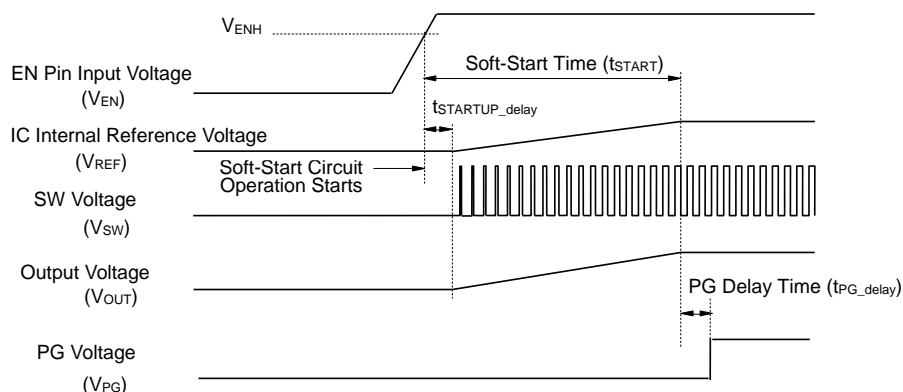 VENH
EN Pin Input Voltage
(VEN)
Soft-Start Time (tSTART)
tSTARTUP_delay
IC Internal Reference Voltage
(VREF)
Soft-Start Circuit
Operation Starts
SW Voltage
(VSW)
Output Voltage
(VOUT)
PG Delay Time (tPG_delay)
PG Voltage
(VPG)